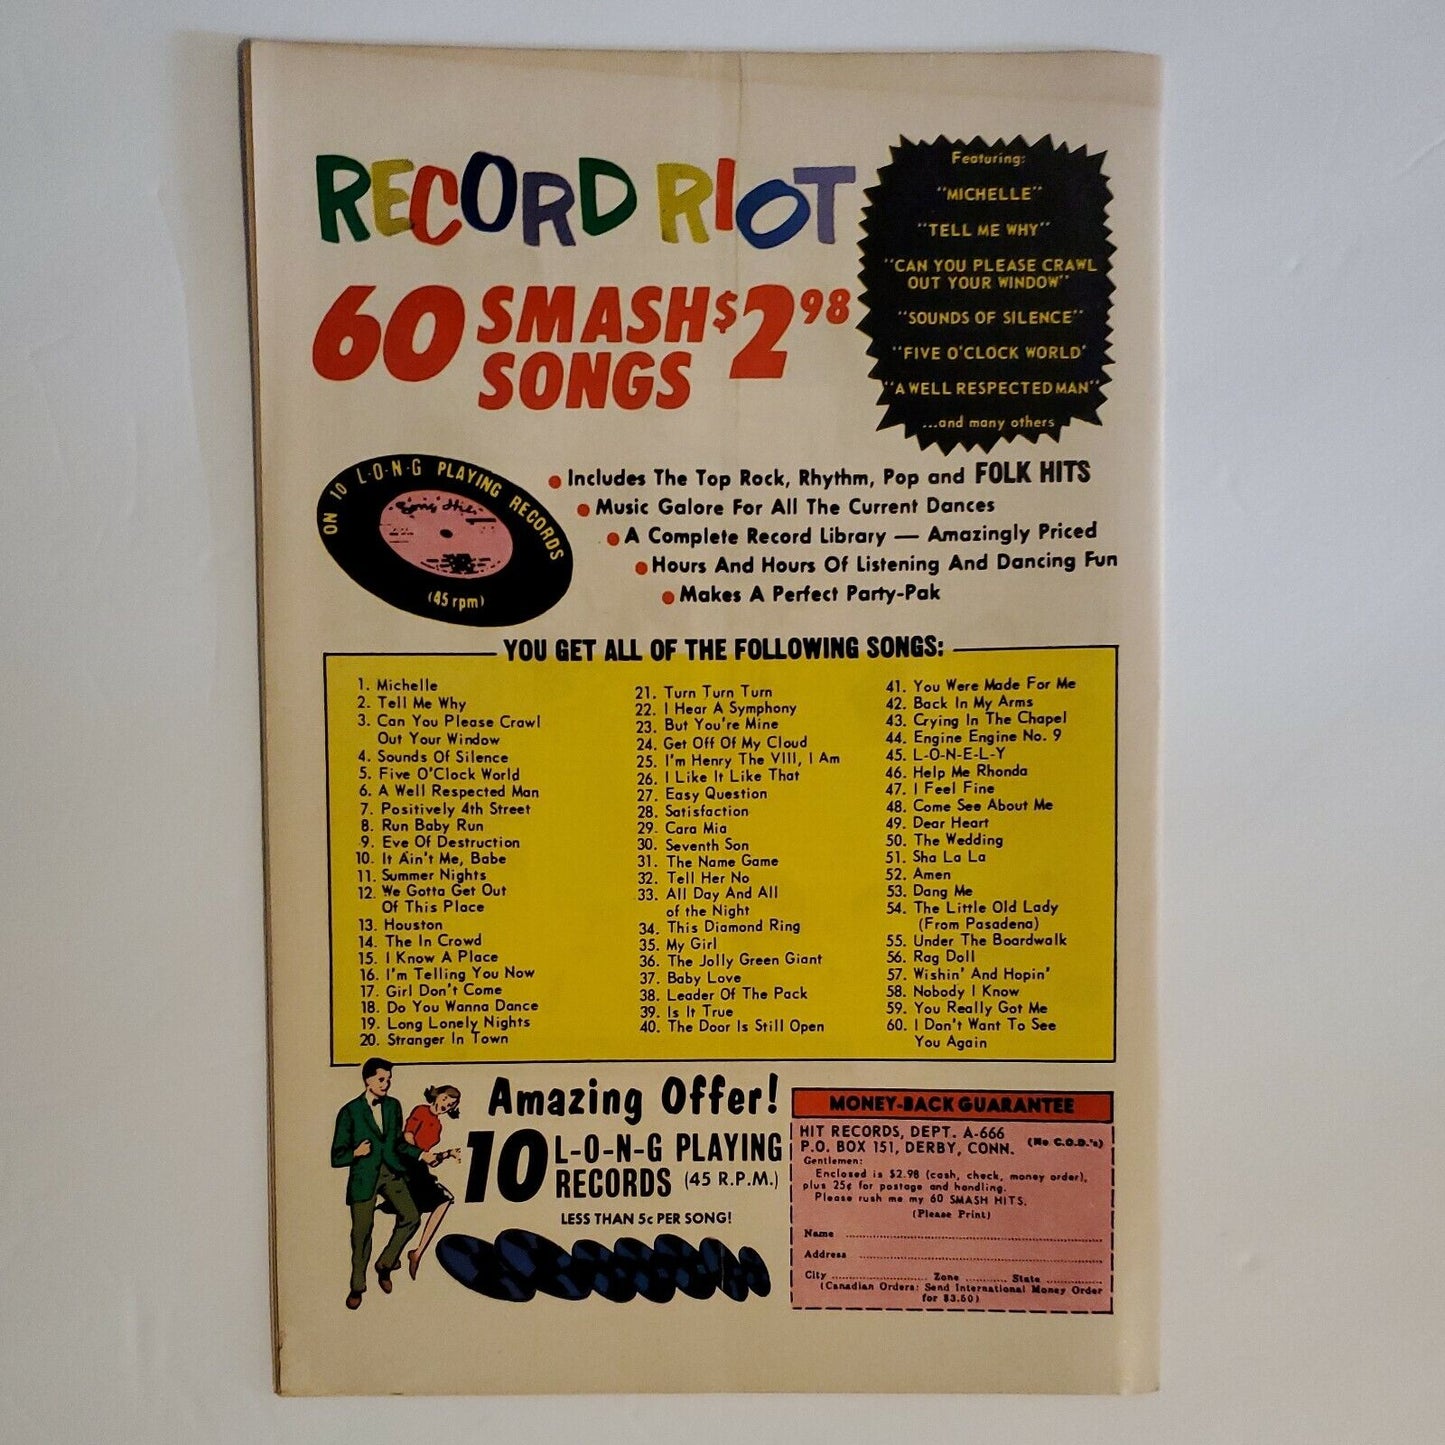 RECORD RIOT
60 SMASH SONGS $2.98
Featuring:
"MICHELLE"
"TELL ME WHY"
"CAN YOU PLEASE CRAWL
OUT YOUR WINDOW"
"SOUNDS OF SILENCE"
"FIVE O'CLOCK WORLD'
"A WELL RESPECTED MAN"
...and many others
ON 10 L-O-N-G PLAYING RECORDS
(45 rpm)
• Includes The Top Rock, Rhythm, Pop and FOLK HITS
• Music Galore For All The Current Dances
• A Complete Record Library — Amazingly Priced
• Hours And Hours Of Listening And Dancing Fun
• Makes A Perfect Party-Pak
YOU GET ALL OF THE FOLLOWING SONGS:
1. Michelle
2. Tell Me Why
3. Can You Please Crawl
Out Your Window
4. Sounds Of Silence
5. Five O'Clock World
6. A Well Respected Man
7. Positively 4th Street
8. Run Baby Run
9. Eve Of Destruction
10. It Ain't Me, Babe
11. Summer Nights
12. We Gotta Get Out
Of This Place
13. Houston
14. The In Crowd
15. I Know A Place
16. I'm Telling You Now
17. Girl Don't Come
18. Do You Wanna Dance
19. Long Lonely Nights
20. Stranger In Town
21. Turn Turn Turn
22. I Hear A Symphony
23. But You're Mine
24. Get Off Of My Cloud
25. I'm Henry The VIII, I Am
26. I Like It Like That
27. Easy Question
28. Satisfaction
29. Cara Mia
30. Seventh Son
31. The Name Game
32. Tell Her No
33. All Day And All
of the Night
34. This Diamond Ring
35. My Girl
36. The Jolly Green Giant
37. Baby Love
38. Leader Of The Pack
39. Is It True
40. The Door Is Still Open
41. You Were Made For Me
42. Back In My Arms
43. Crying In The Chapel
44. Engine Engine No. 9
45. L-O-N-E-L-Y
46. Help Me Rhonda
47. I Feel Fine
48. Come See About Me
49. Dear Heart
50. The Wedding
51. Sha La La
52. Amen
53. Dang Me
54. The Little Old Lady
(From Pasadena)
55. Under The Boardwalk
56. Rag Doll
57. Wishin' And Hopin'
58. Nobody I Know
59. You Really Got Me
60. I Don't Want To See
You Again
Amazing Offer!
10 L-O-N-G PLAYING
RECORDS (45 R.P.M.)
LESS THAN 5¢ PER SONG!
MONEY-BACK GUARANTEE
HIT RECORDS, DEPT. A-666
P.O. BOX 151, DERBY, CONN. (No C.O.D.'s)
Gentlemen:
Enclosed is $2.98 (cash, check, money order),
plus 25¢ for postage and handling.
Please rush me my 60 SMASH HITS.
(Please Print)
Name
Address
City Zone State
(Canadian Orders: Send International Money Order
for $3.50)